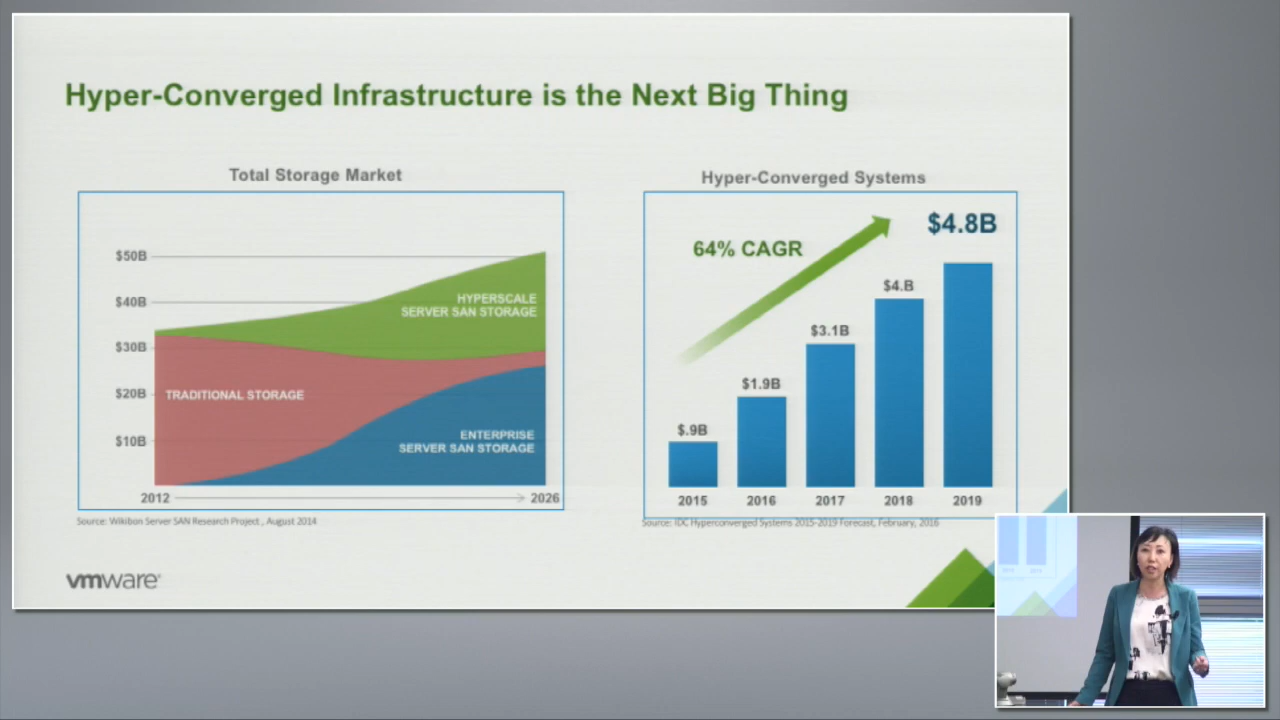 Hyper-Converged Infrastructure is the Next Big Thing
Total Storage Market
$50B
$40B
$30B
$20B
$10B
HYPERSCALE
SERVER SAN STORAGE
TRADITIONAL STORAGE
ENTERPRISE
SERVER SAN STORAGE
2012
2026
Source: Wikibon Server SAN Research Project , August 2014
Hyper-Converged Systems
64% CAGR
$4.8B
$.9B
$1.9B
$3.1B
$4.B
2015
2016
2017
2018
2019
Source: IDC Hyperconverged Systems 2015-2019 Forecast, February, 2016
vmware